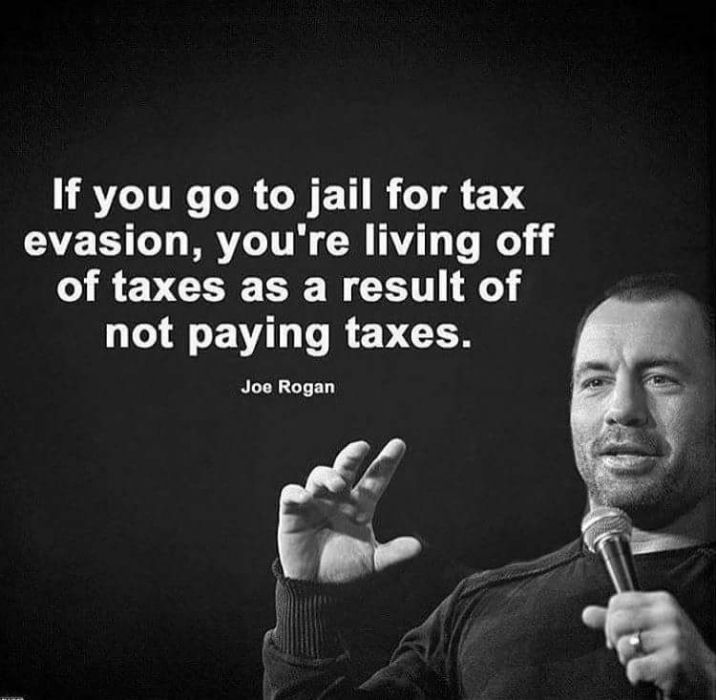 If you go to jail for tax
evasion, you're living off
of taxes as a result of
not paying taxes.
Joe Rogan